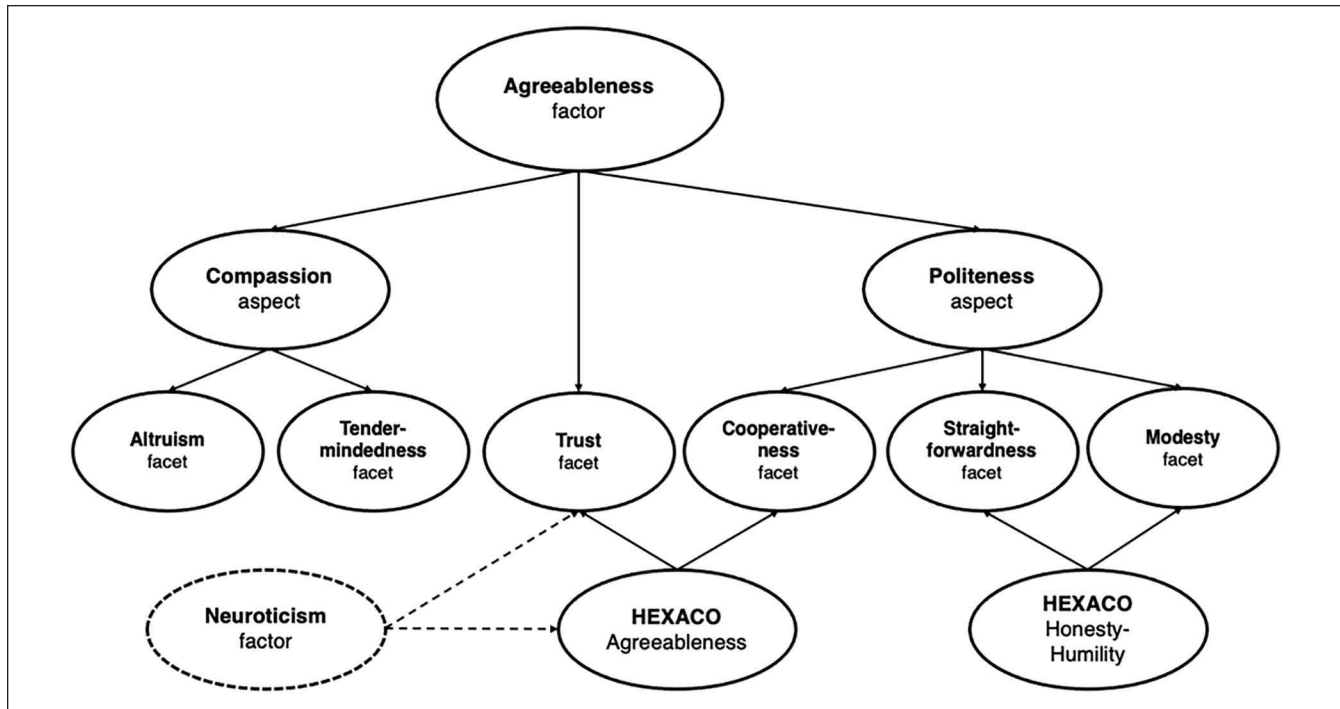 Agreeableness
factor
Compassion
aspect
Politeness
aspect
Altruism
facet
Tender-
mindedness
facet
Trust
facet
Cooperative-
ness
facet
Straight-
forwardness
facet
Modesty
facet
Neuroticism
factor
HEXACO
Agreeableness
HEXACO
Honesty-
Humility